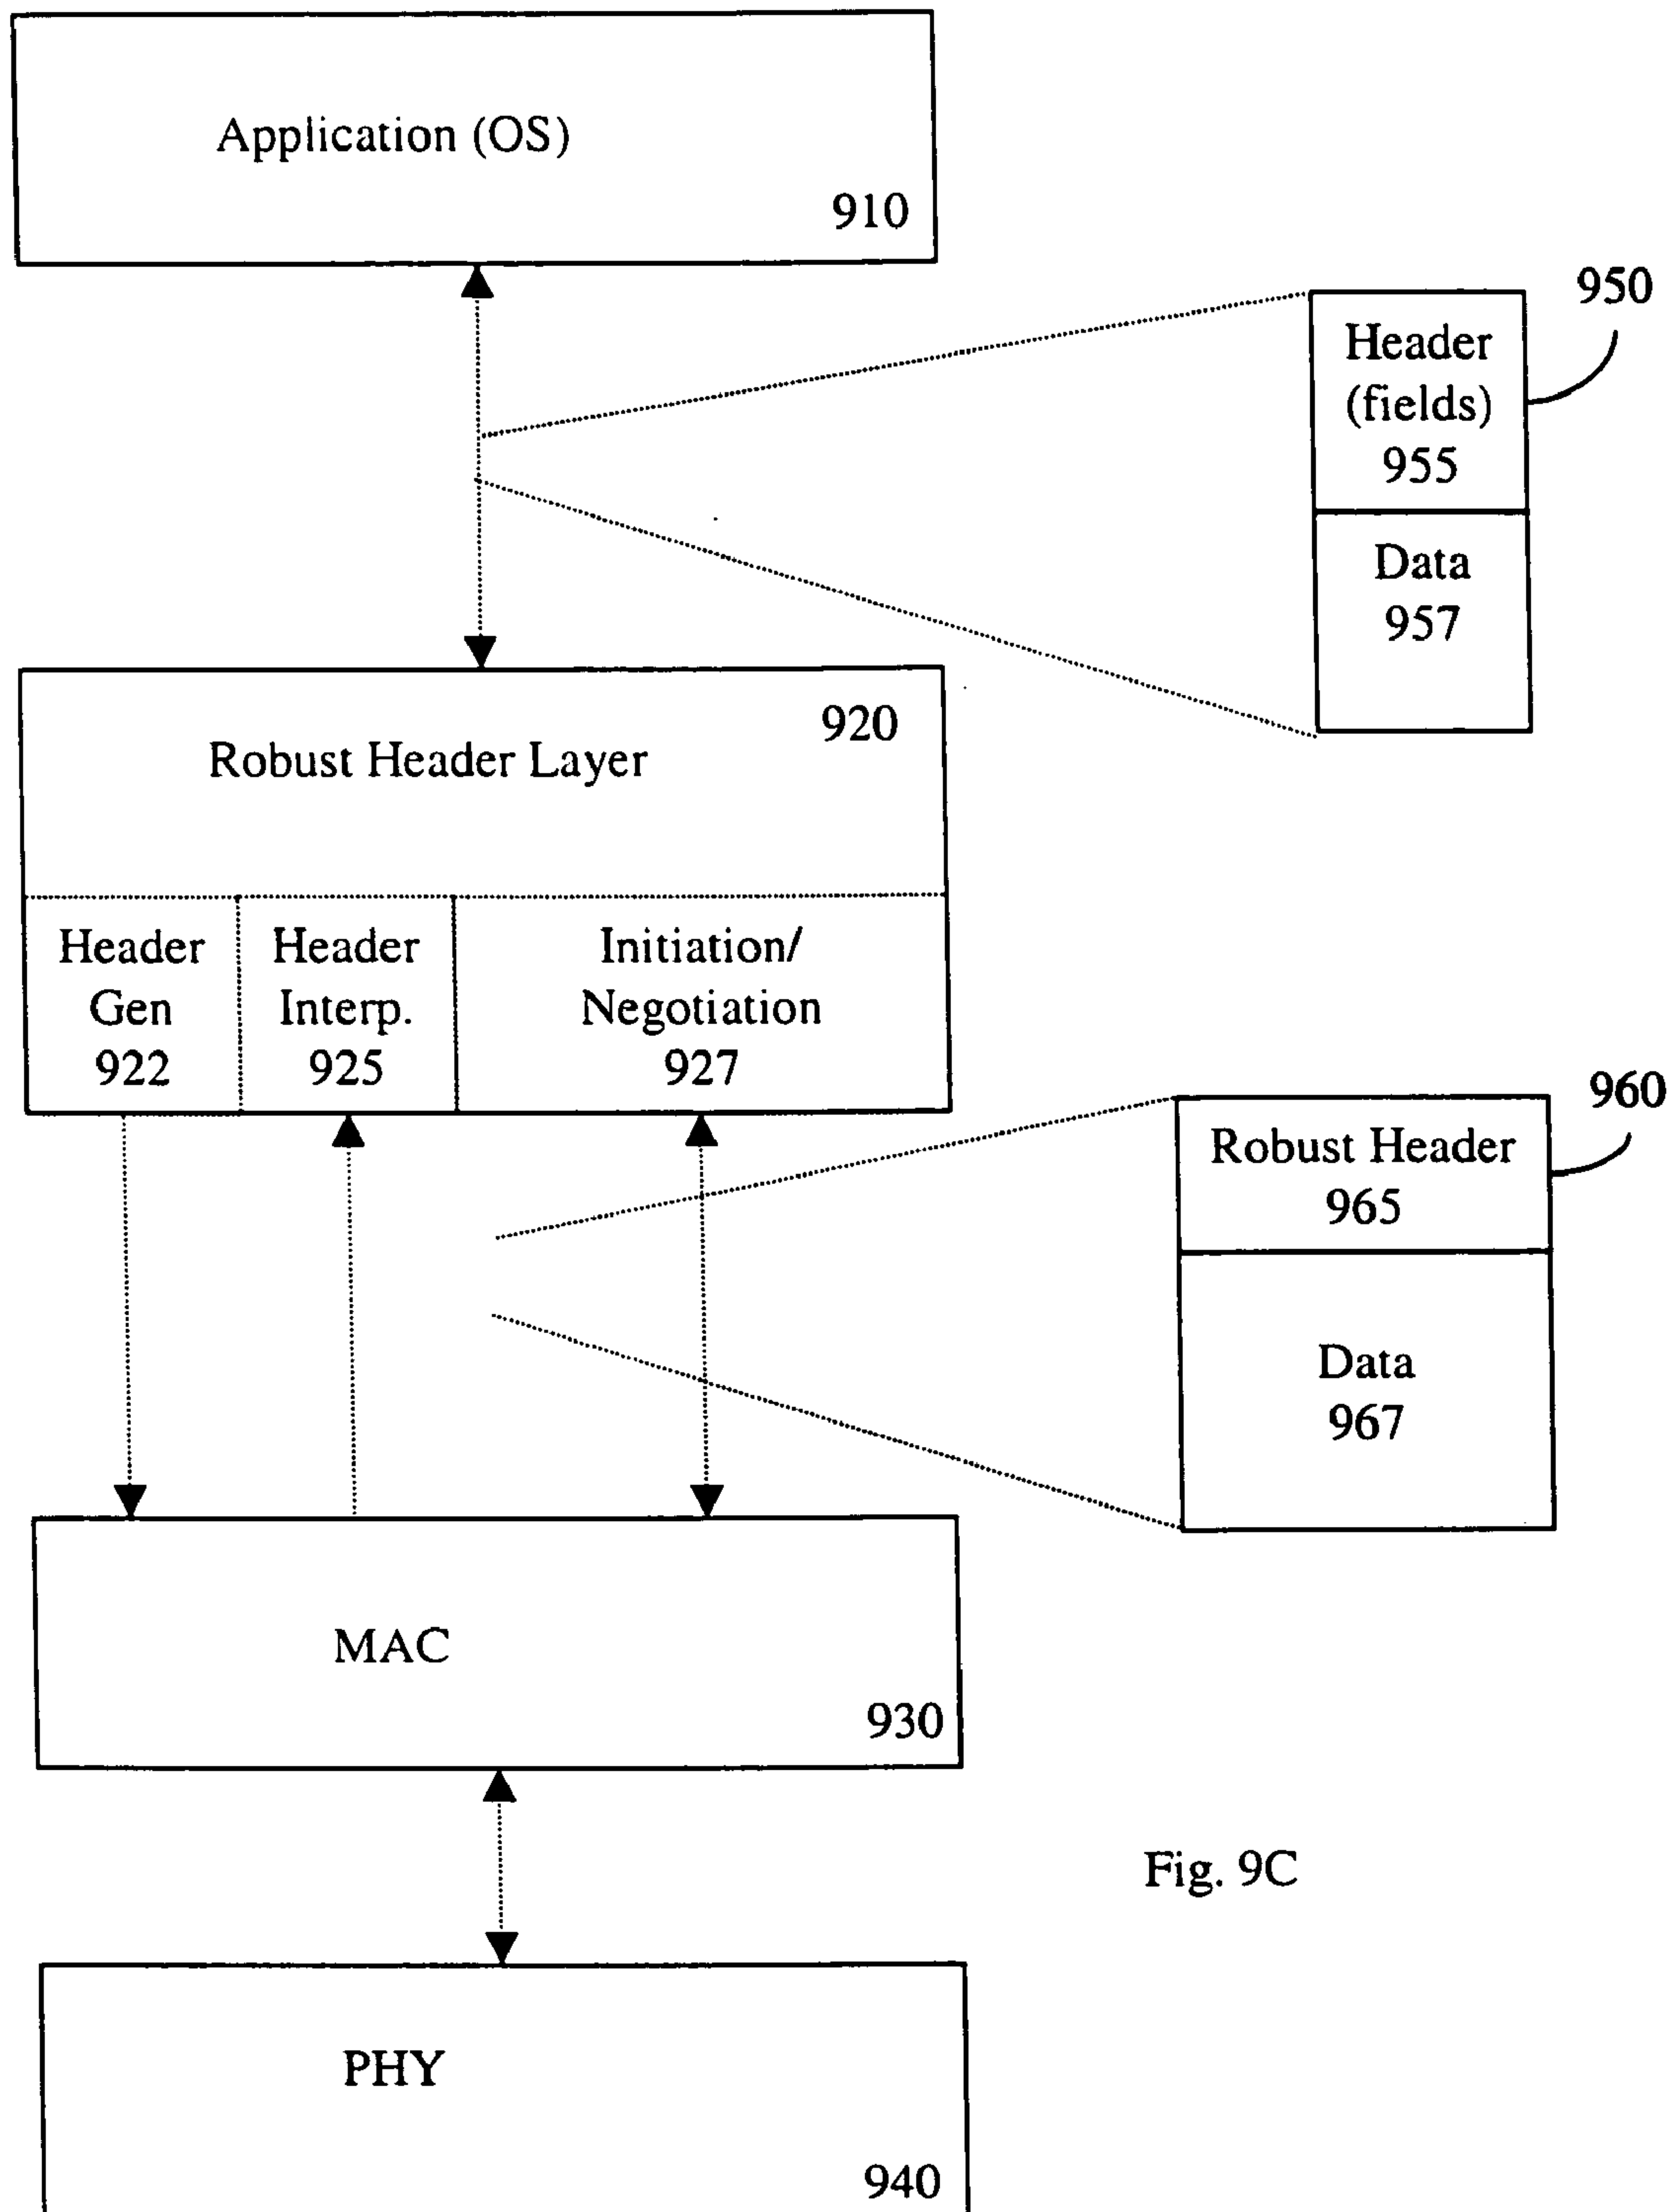 Application (OS)
910
950
Header
(fields)
955
Data
957
920
Robust Header Layer
Header
Gen
922
Header
Interp.
925
Initiation/
Negotiation
927
960
Robust Header
965
Data
967
MAC
930
Fig. 9C
PHY
940